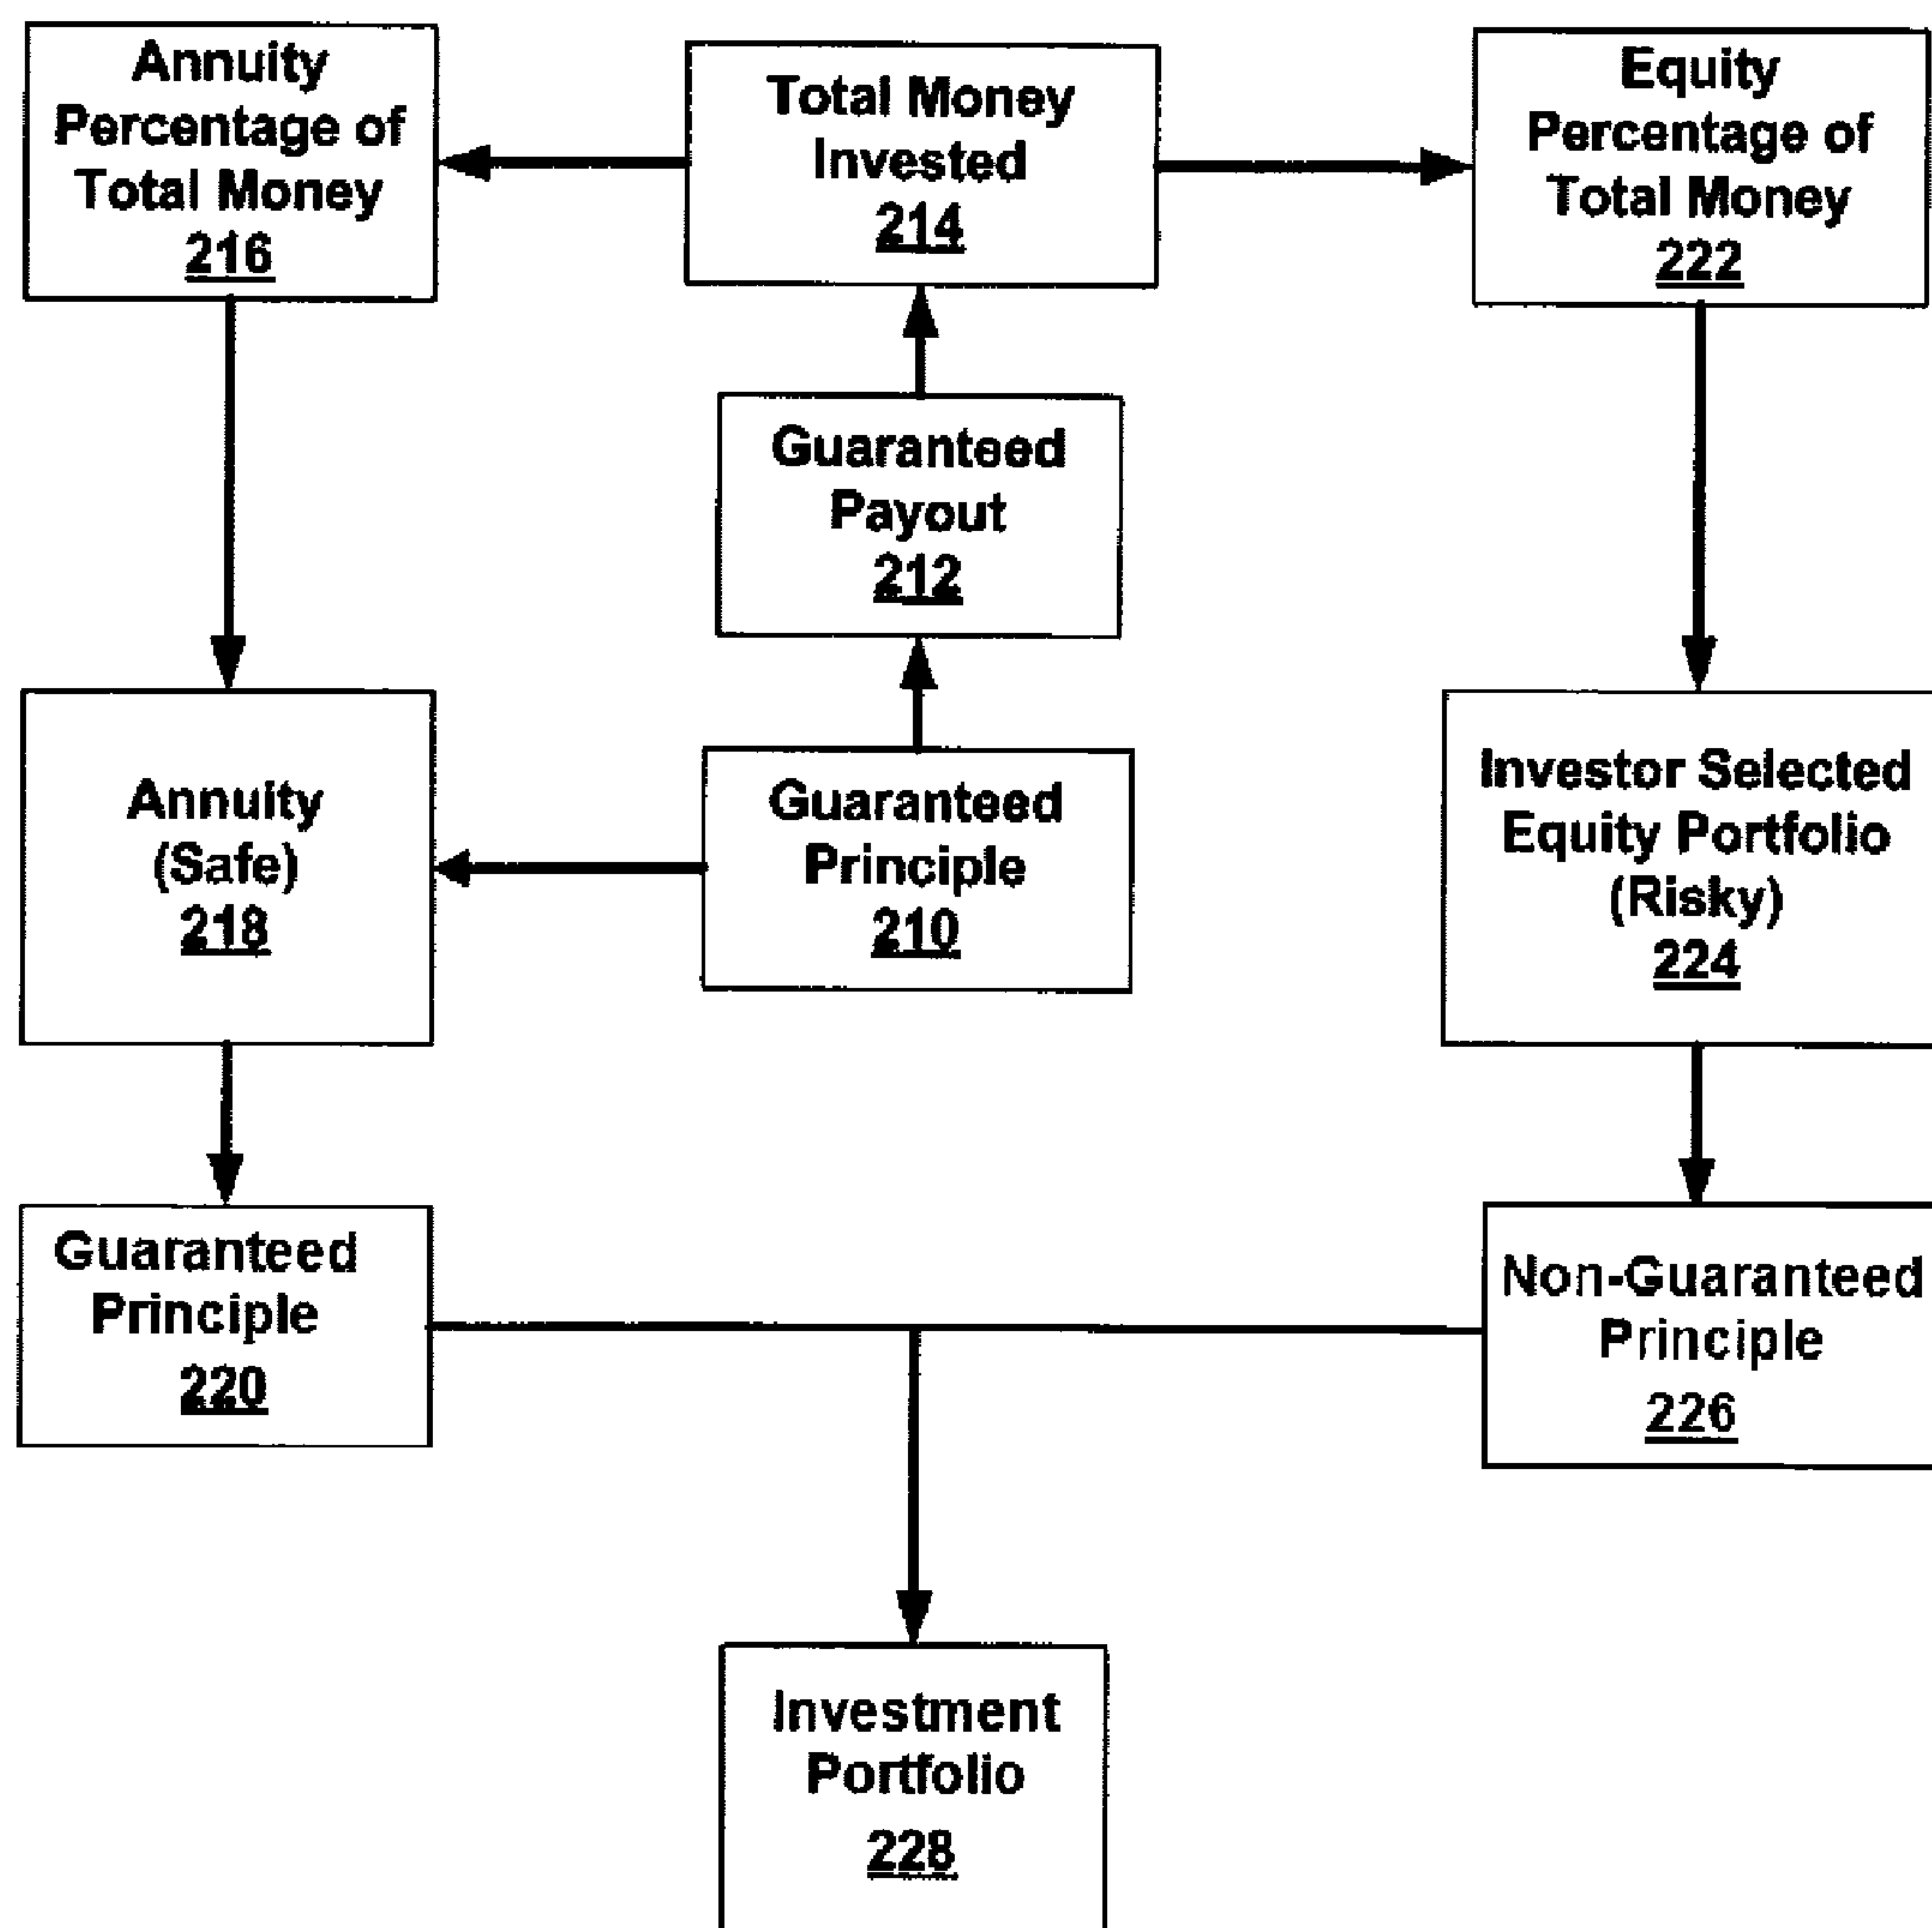 Annuity
Percentage of
Total Money
216
Total Money
Invested
214
Equity
Percentage of
Total Money
222
Guaranteed
Payout
212
Annuity
(Safe)
218
Guaranteed
Principle
210
Investor Selected
Equity Portfolio
(Risky)
224
Guaranteed
Principle
220
Non-Guaranteed
Principle
226
Investment
Portfolio
228